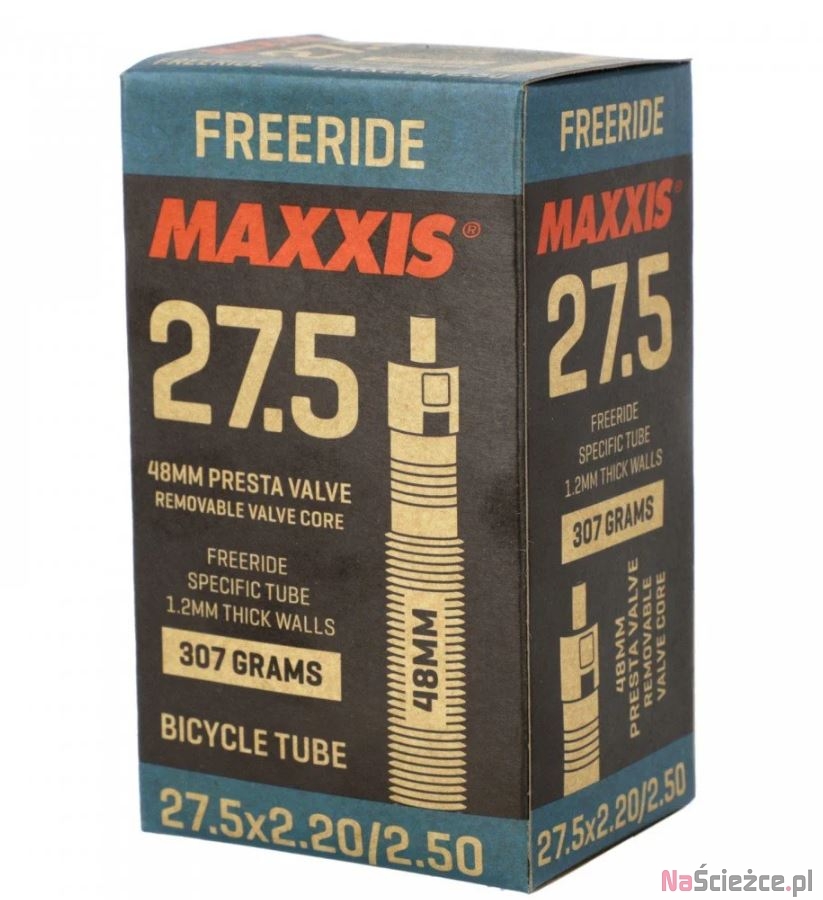 FREERIDE
MAXXIS®
27.5
48MM PRESTA VALVE
REMOVABLE VALVE CORE
FREERIDE
SPECIFIC TUBE
1.2MM THICK WALLS
307 GRAMS
BICYCLE TUBE
27.5x2.20/2.50
48MM
FREERIDE
MAXXIS®
27.5
FREERIDE
SPECIFIC TUBE
1.2MM THICK WALLS
307 GRAMS
48MM
PRESTA VALVE
REMOVABLE
VALVE CORE
27.5x2.20/2.50
NaŚcieżce.pl